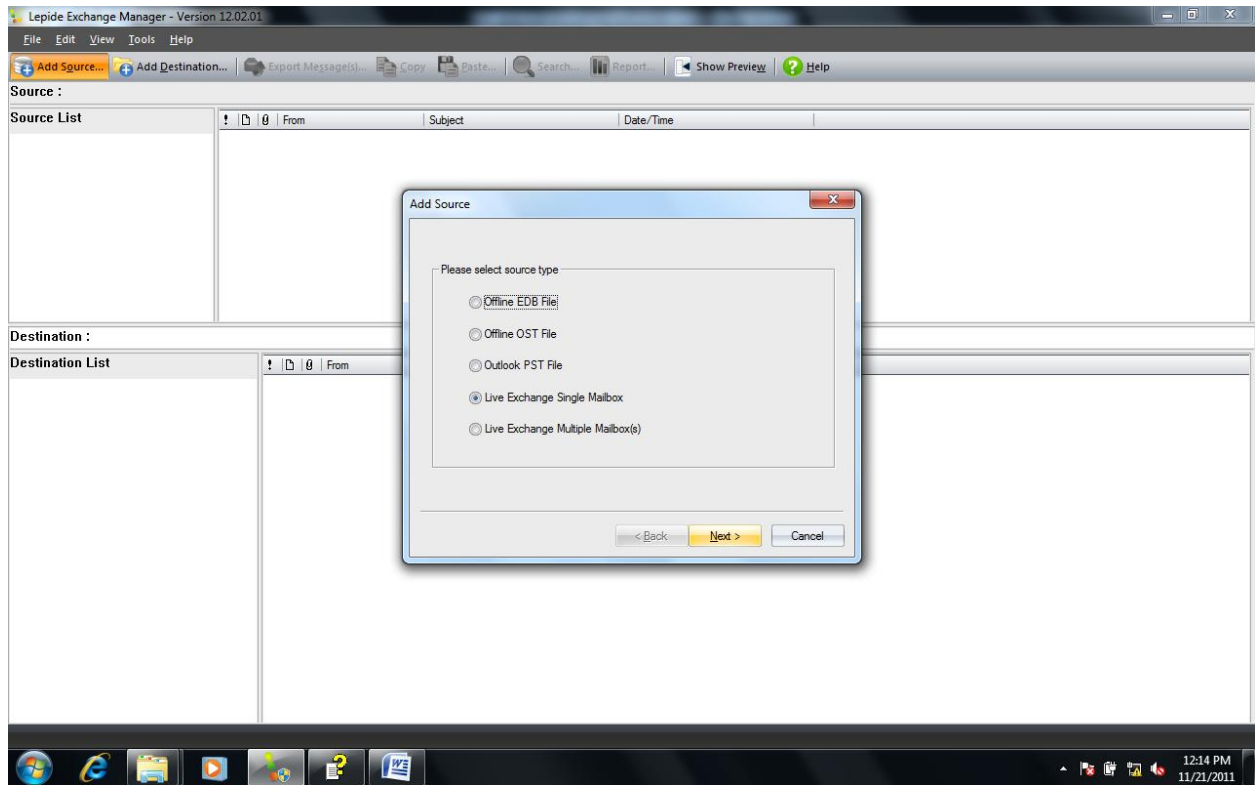 Lepide Exchange Manager - Version 12.02.01
File Edit View Tools Help
Add Source... Add Destination... Export Message(s)... Copy Paste... Search... Report... Show Preview Help
Source :
Source List
! From Subject Date/Time
Add Source
Please select source type
Offline EDB File
Offline OST File
Outlook PST File
Live Exchange Single Mailbox
Live Exchange Multiple Mailbox(s)
< Back Next > Cancel
Destination :
Destination List
! From
12:14 PM
11/21/2011